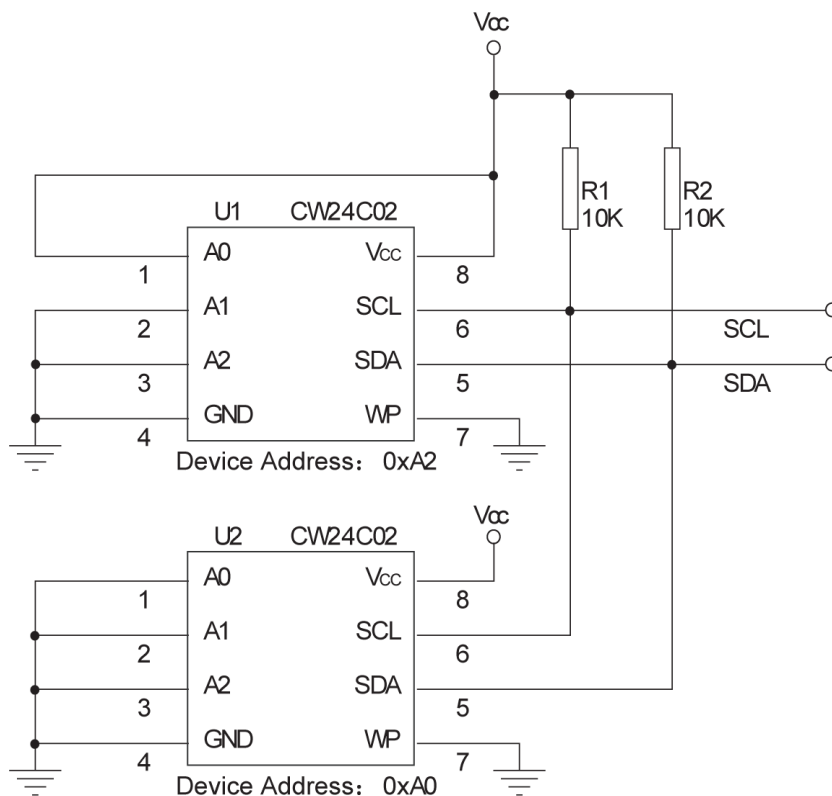 Vcc
R1
10K
R2
10K
U1 CW24C02
A0 Vcc
1 8
A1 SCL
2 6
SCL
A2 SDA
3 5
SDA
GND WP
4 7
Device Address： 0xA2
Vcc
U2 CW24C02
A0 Vcc
1 8
A1 SCL
2 6
A2 SDA
3 5
GND WP
4 7
Device Address： 0xA0